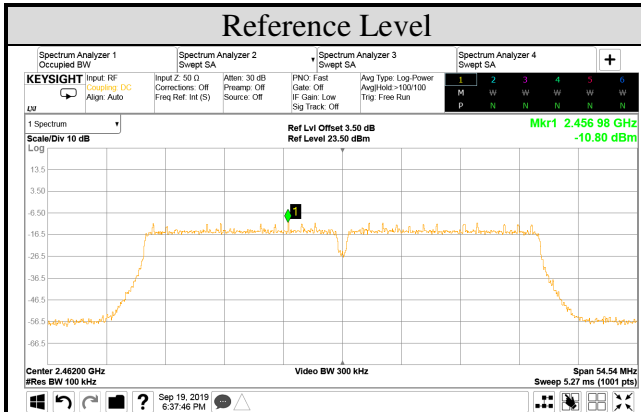 Reference Level
Spectrum Analyzer 1
Occupied BW
Spectrum Analyzer 2
Swept SA
Spectrum Analyzer 3
Swept SA
Spectrum Analyzer 4
Swept SA
+
KEYSIGHT
Input: RF
Coupling: DC
Align: Auto
Input Z: 50 Ω
Corrections: Off
Freq Ref: Int (S)
Atten: 30 dB
Preamp: Off
Source: Off
PNO: Fast
Gate: Off
IF Gain: Low
Sig Track: Off
Avg Type: Log-Power
Avg|Hold:>100/100
Trig: Free Run
1 2 3 4 5 6
M W W W W W
P N N N N N
LXI
1 Spectrum
Scale/Div 10 dB
Log
Ref Lvl Offset 3.50 dB
Ref Level 23.50 dBm
Mkr1 2.456 98 GHz
-10.80 dBm
13.5
3.50
-6.50
-16.5
-26.5
-36.5
-46.5
-56.5
-66.5
1
Center 2.46200 GHz
#Res BW 100 kHz
Video BW 300 kHz
Span 54.54 MHz
Sweep 5.27 ms (1001 pts)
?
Sep 19, 2019
6:37:46 PM